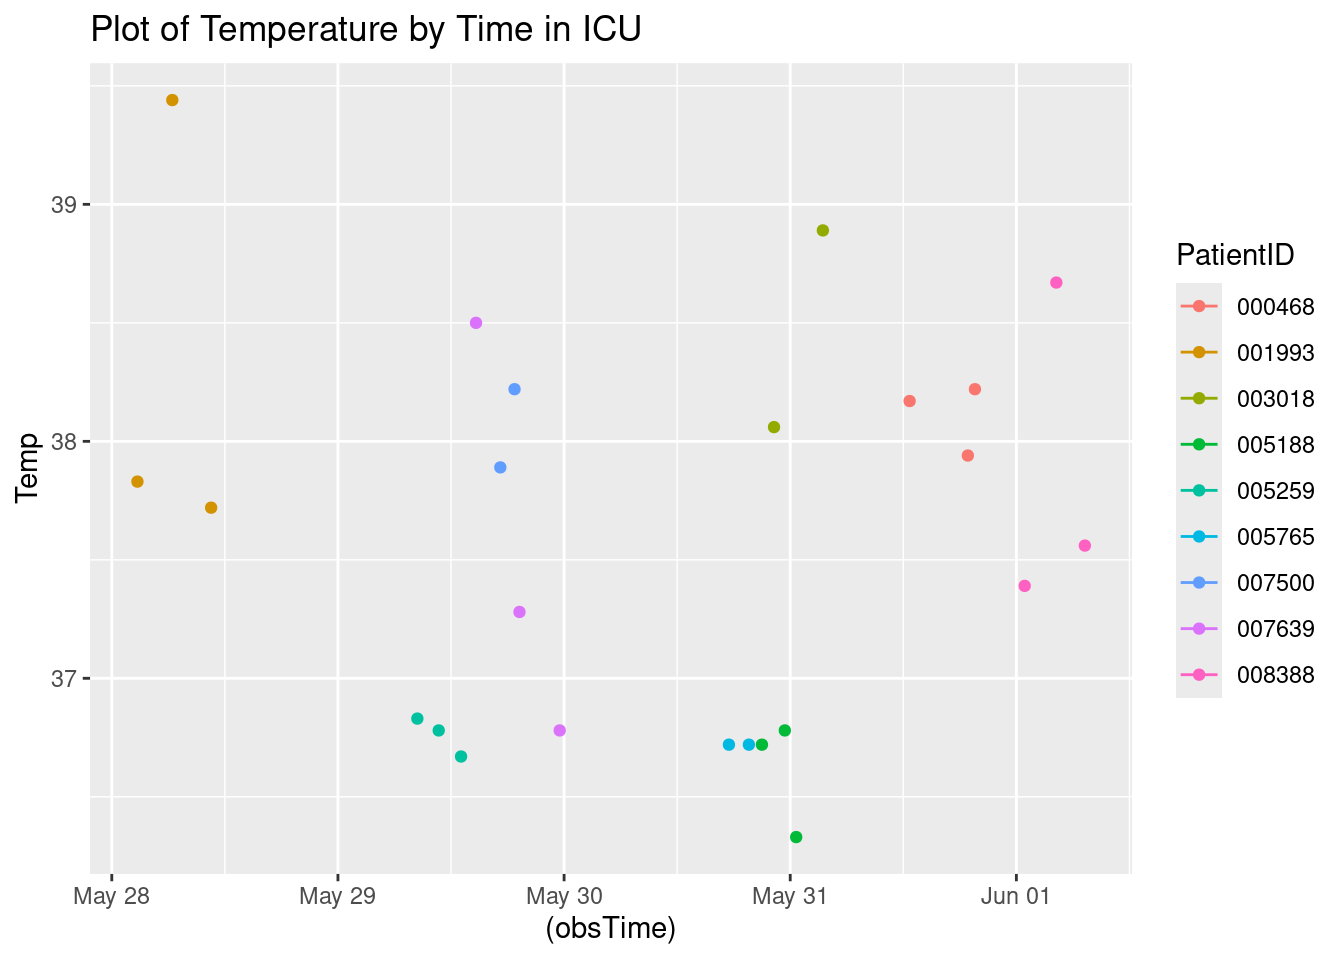 Plot of Temperature by Time in ICU
39
38
37
Temp
May 28
May 29
May 30
May 31
Jun 01
(obsTime)
PatientID
000468
001993
003018
005188
005259
005765
007500
007639
008388